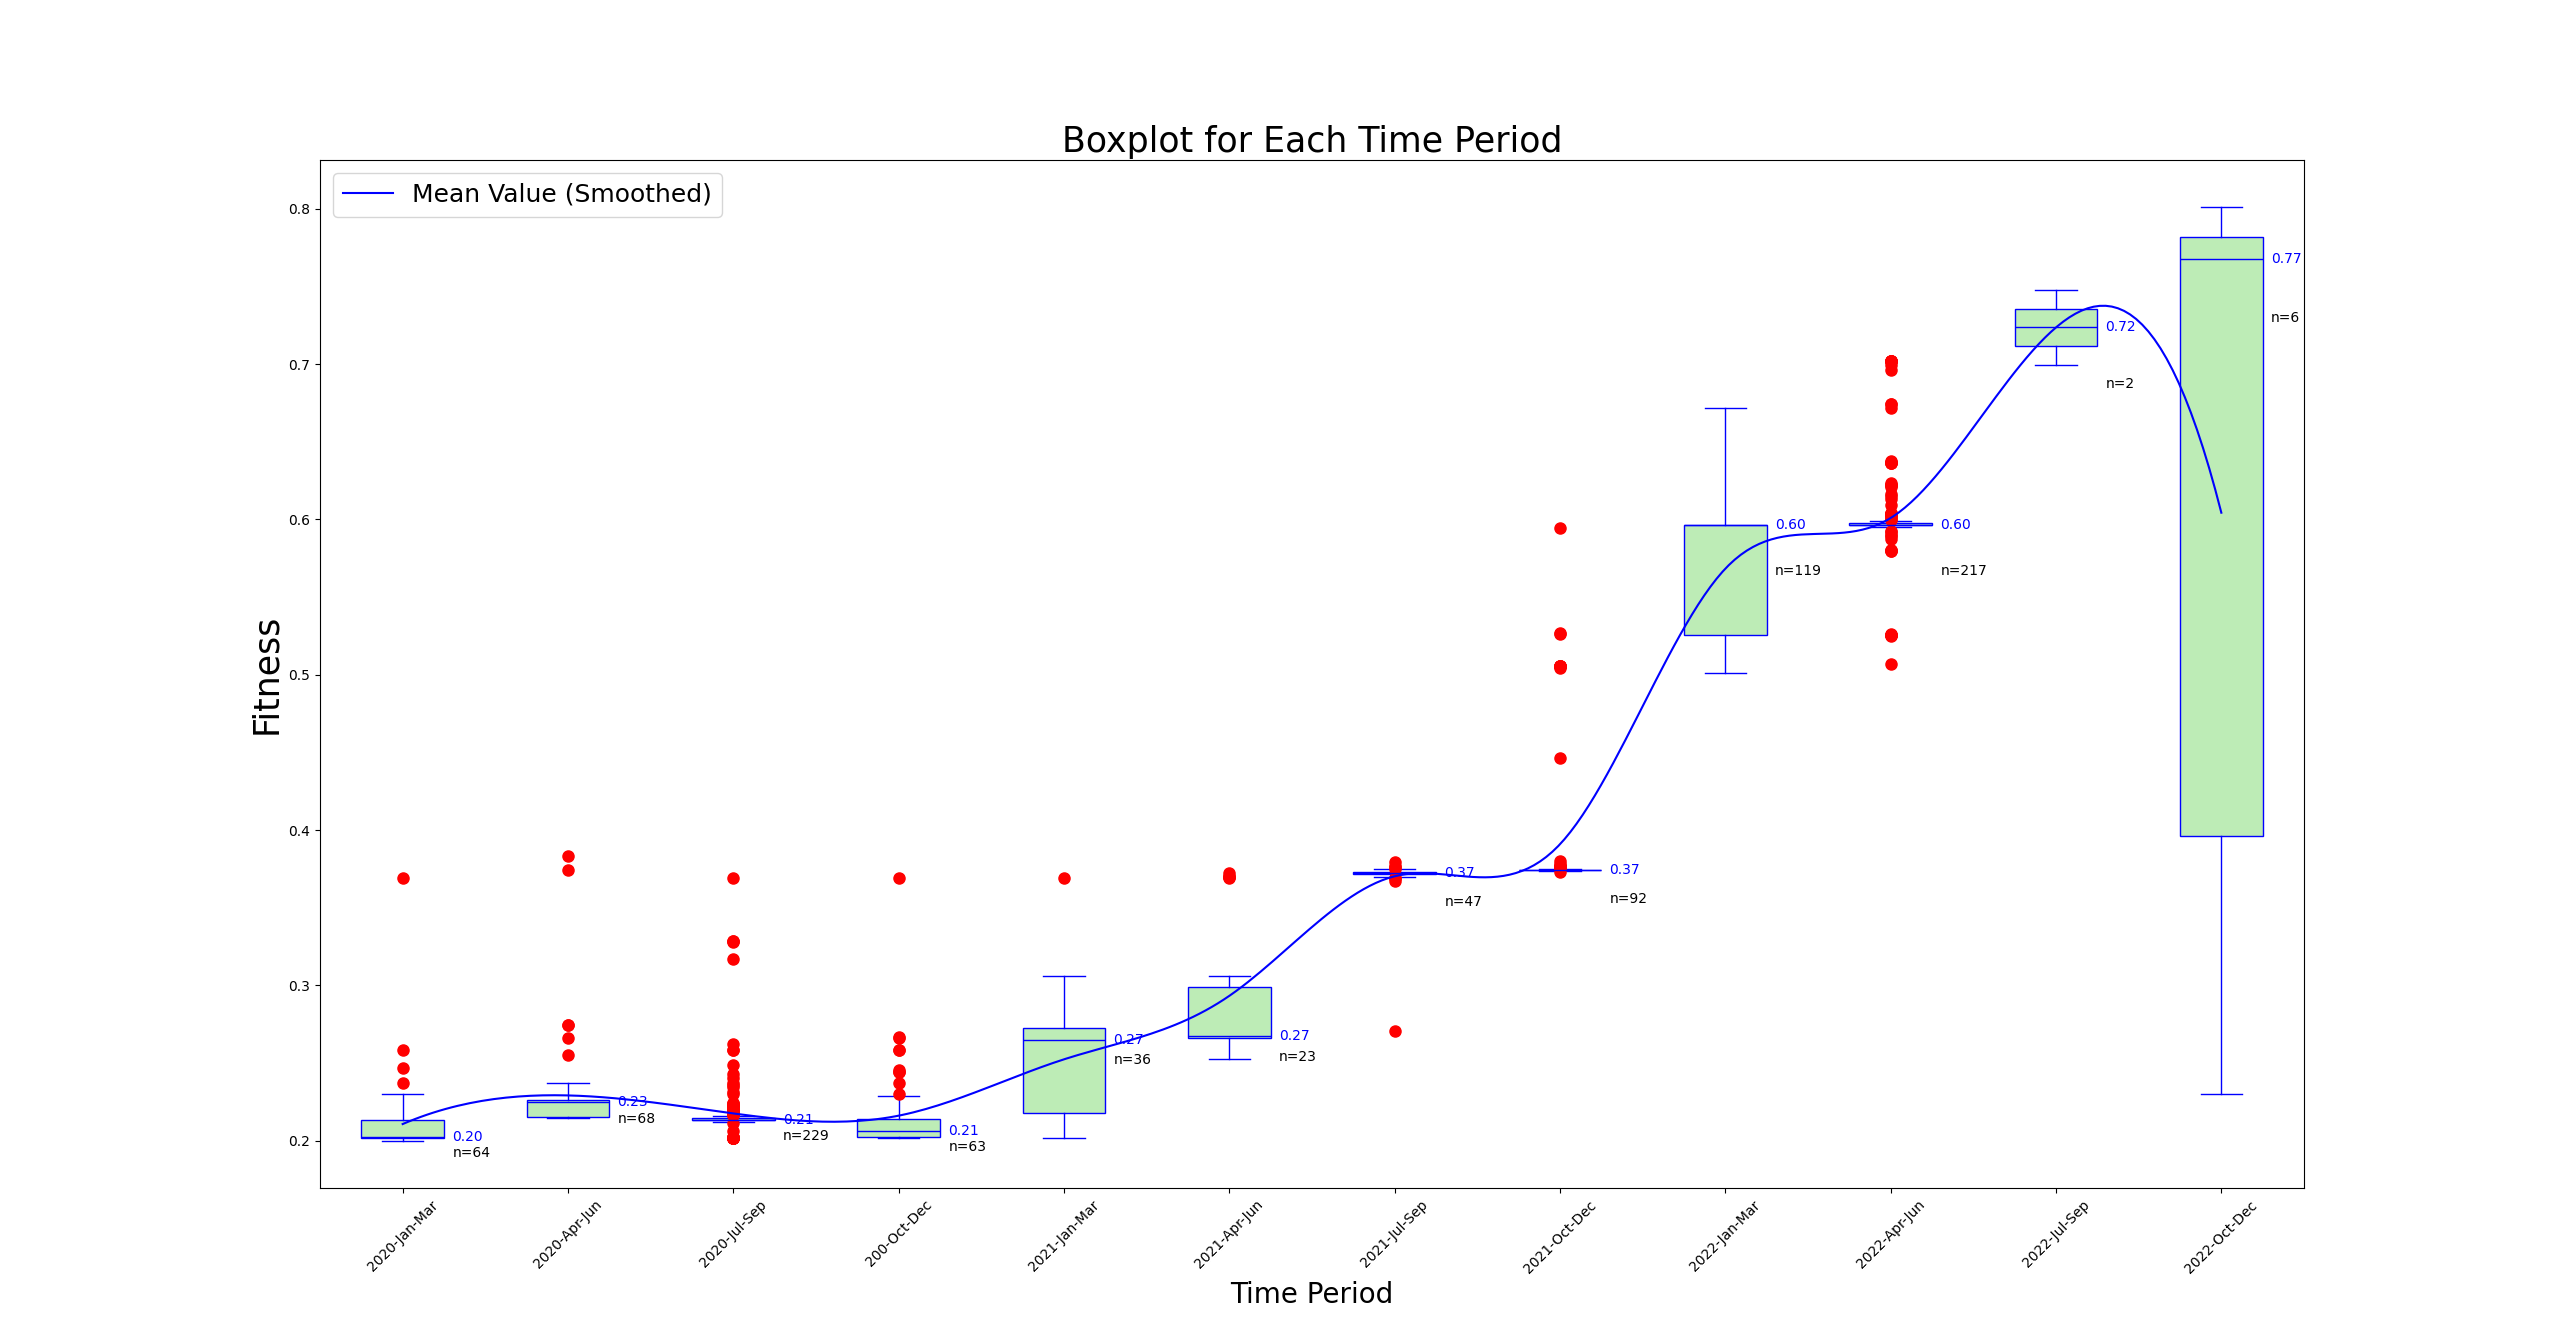 Boxplot for Each Time Period
Mean Value (Smoothed)
Fitness
0.8
0.7
0.6
0.5
0.4
0.3
0.2
0.20
n=64
0.23
n=68
0.21
n=229
0.21
n=63
0.27
n=36
0.27
n=23
0.37
n=47
0.37
n=92
0.60
n=119
0.60
n=217
0.72
n=2
0.77
n=6
2020-Jan-Mar
2020-Apr-Jun
2020-Jul-Sep
200-Oct-Dec
2021-Jan-Mar
2021-Apr-Jun
2021-Jul-Sep
2021-Oct-Dec
2022-Jan-Mar
2022-Apr-Jun
2022-Jul-Sep
2022-Oct-Dec
Time Period